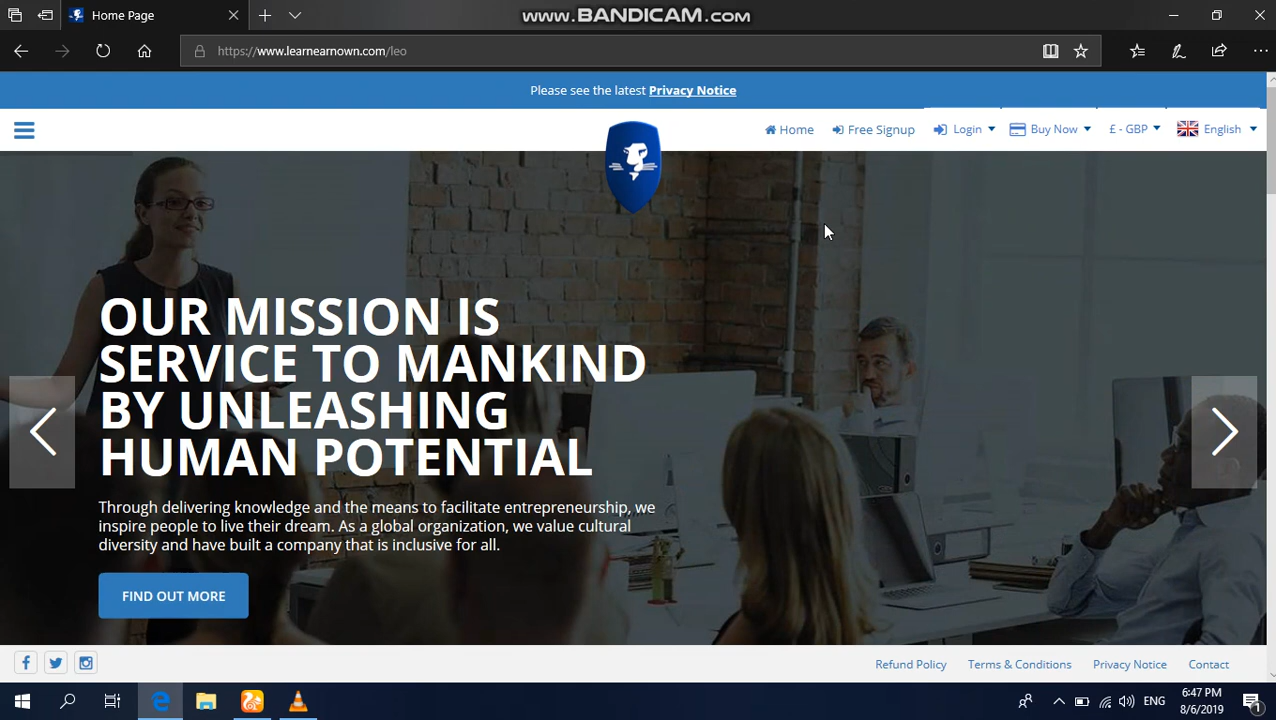 Home Page
www.BANDICAM.com
https://www.learnearnown.com/leo
Please see the latest Privacy Notice
Home Free Signup Login Buy Now £ - GBP English
OUR MISSION IS
SERVICE TO MANKIND
BY UNLEASHING
HUMAN POTENTIAL
Through delivering knowledge and the means to facilitate entrepreneurship, we
inspire people to live their dream. As a global organization, we value cultural
diversity and have built a company that is inclusive for all.
FIND OUT MORE
Refund Policy Terms & Conditions Privacy Notice Contact
ENG
6:47 PM
8/6/2019
1